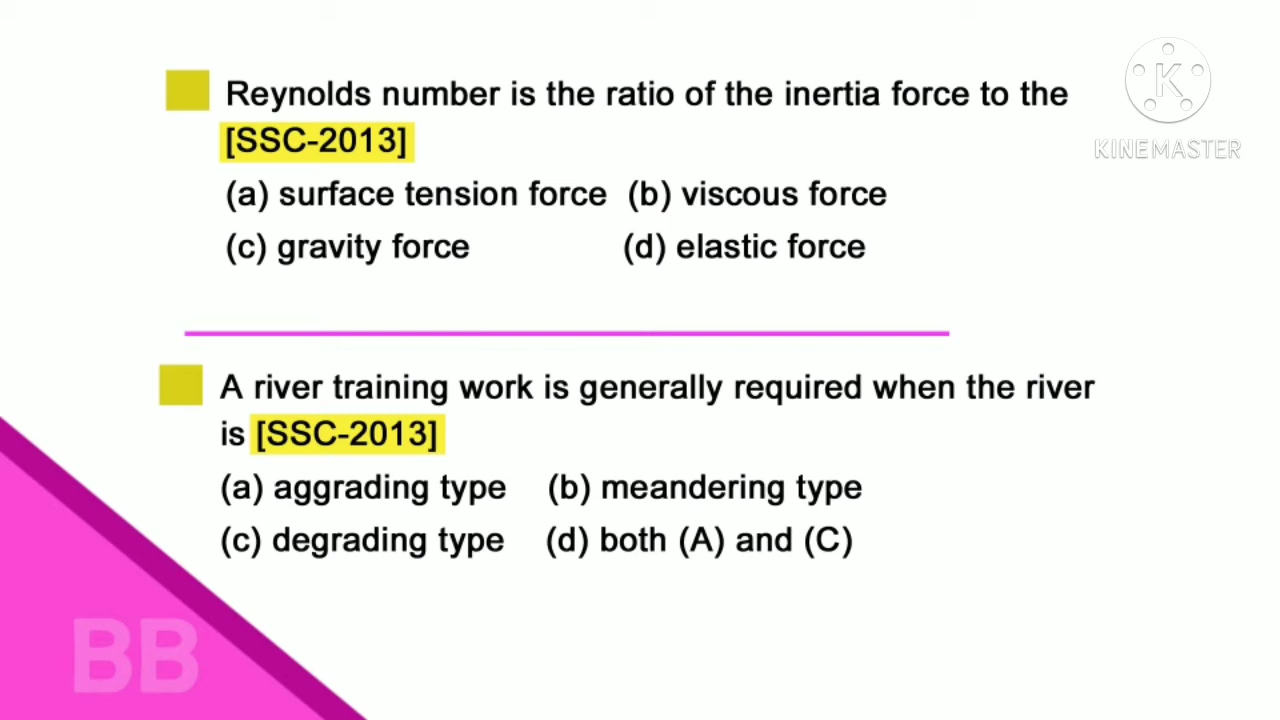 Reynolds number is the ratio of the inertia force to the
[SSC-2013]
(a) surface tension force (b) viscous force
(c) gravity force (d) elastic force
A river training work is generally required when the river
is [SSC-2013]
(a) aggrading type (b) meandering type
(c) degrading type (d) both (A) and (C)
K
KINEMASTER
BB